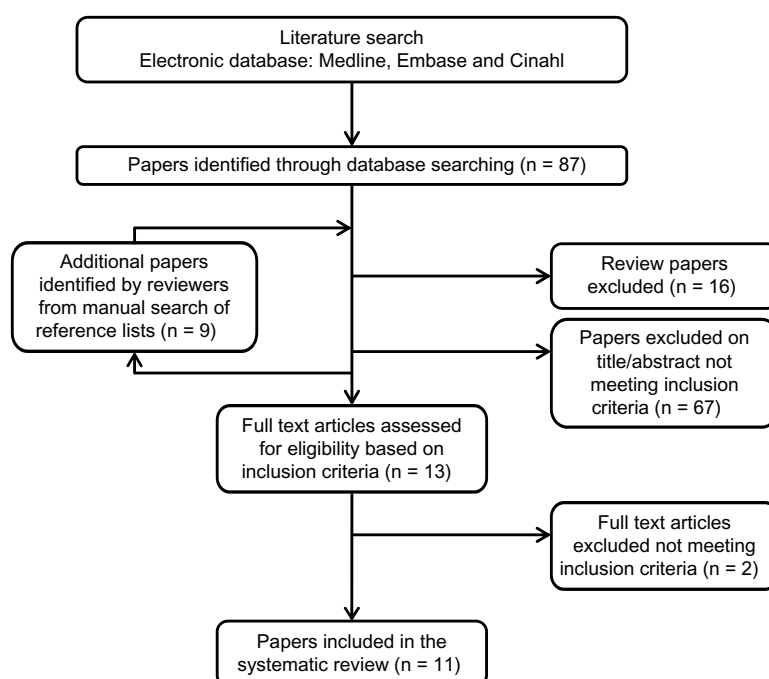 Literature search
Electronic database: Medline, Embase and Cinahl
Papers identified through database searching (n = 87)
Additional papers
identified by reviewers
from manual search of
reference lists (n = 9)
Review papers
excluded (n = 16)
Papers excluded on
title/abstract not
meeting inclusion
criteria (n = 67)
Full text articles assessed
for eligibility based on
inclusion criteria (n = 13)
Full text articles
excluded not meeting
inclusion criteria (n = 2)
Papers included in the
systematic review (n = 11)